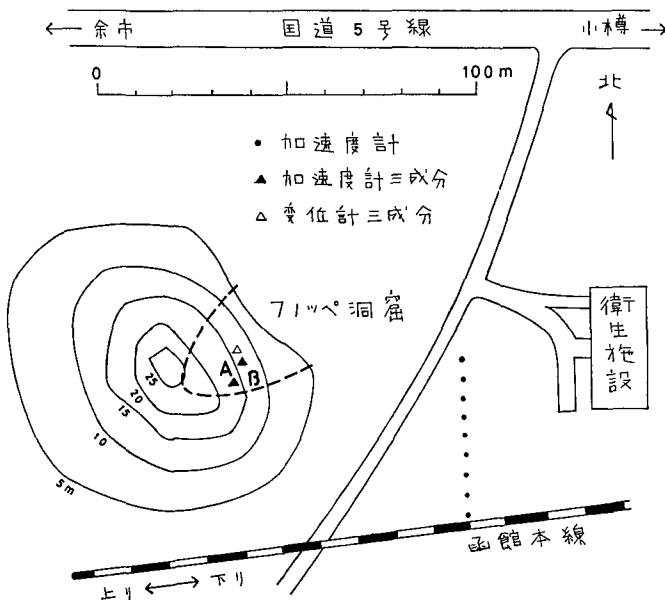 ← 余市 国道5号線 小樽 →
0 100m
北
• 加速度計
▲ 加速度計三成分
△ 変位計三成分
フゴッペ洞窟
衛生施設
A B
25
20
15
10
5m
函館本線
上り ←→ 下り